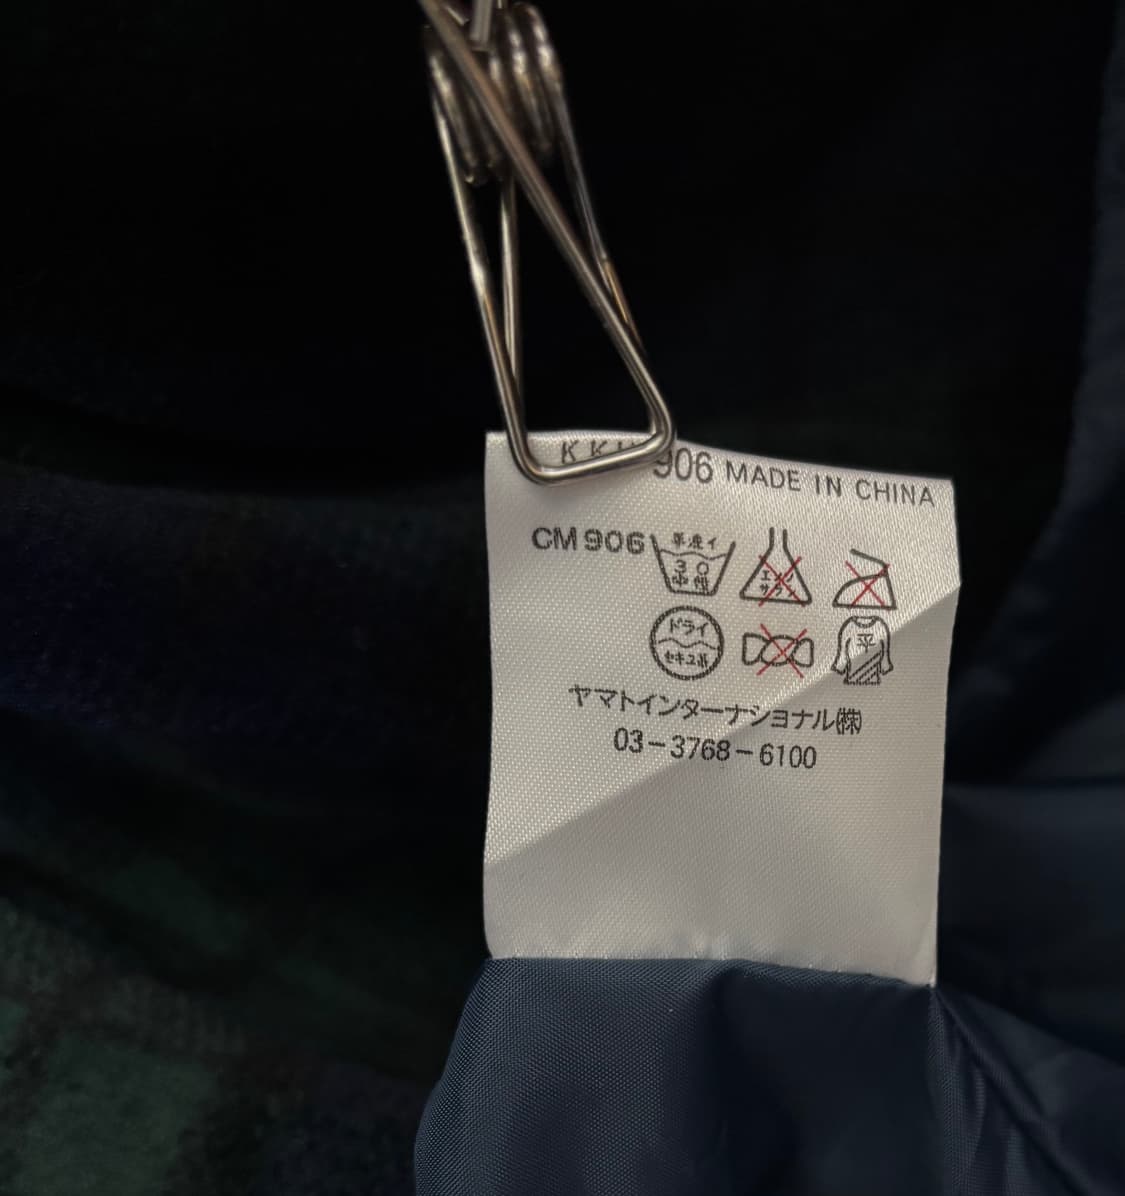 906 MADE IN CHINA
CM906
手洗イ
30
中性
エンソ
サラシ
ドライ
セキユ系
平
ヤマトインターナショナル㈱
03-3768-6100